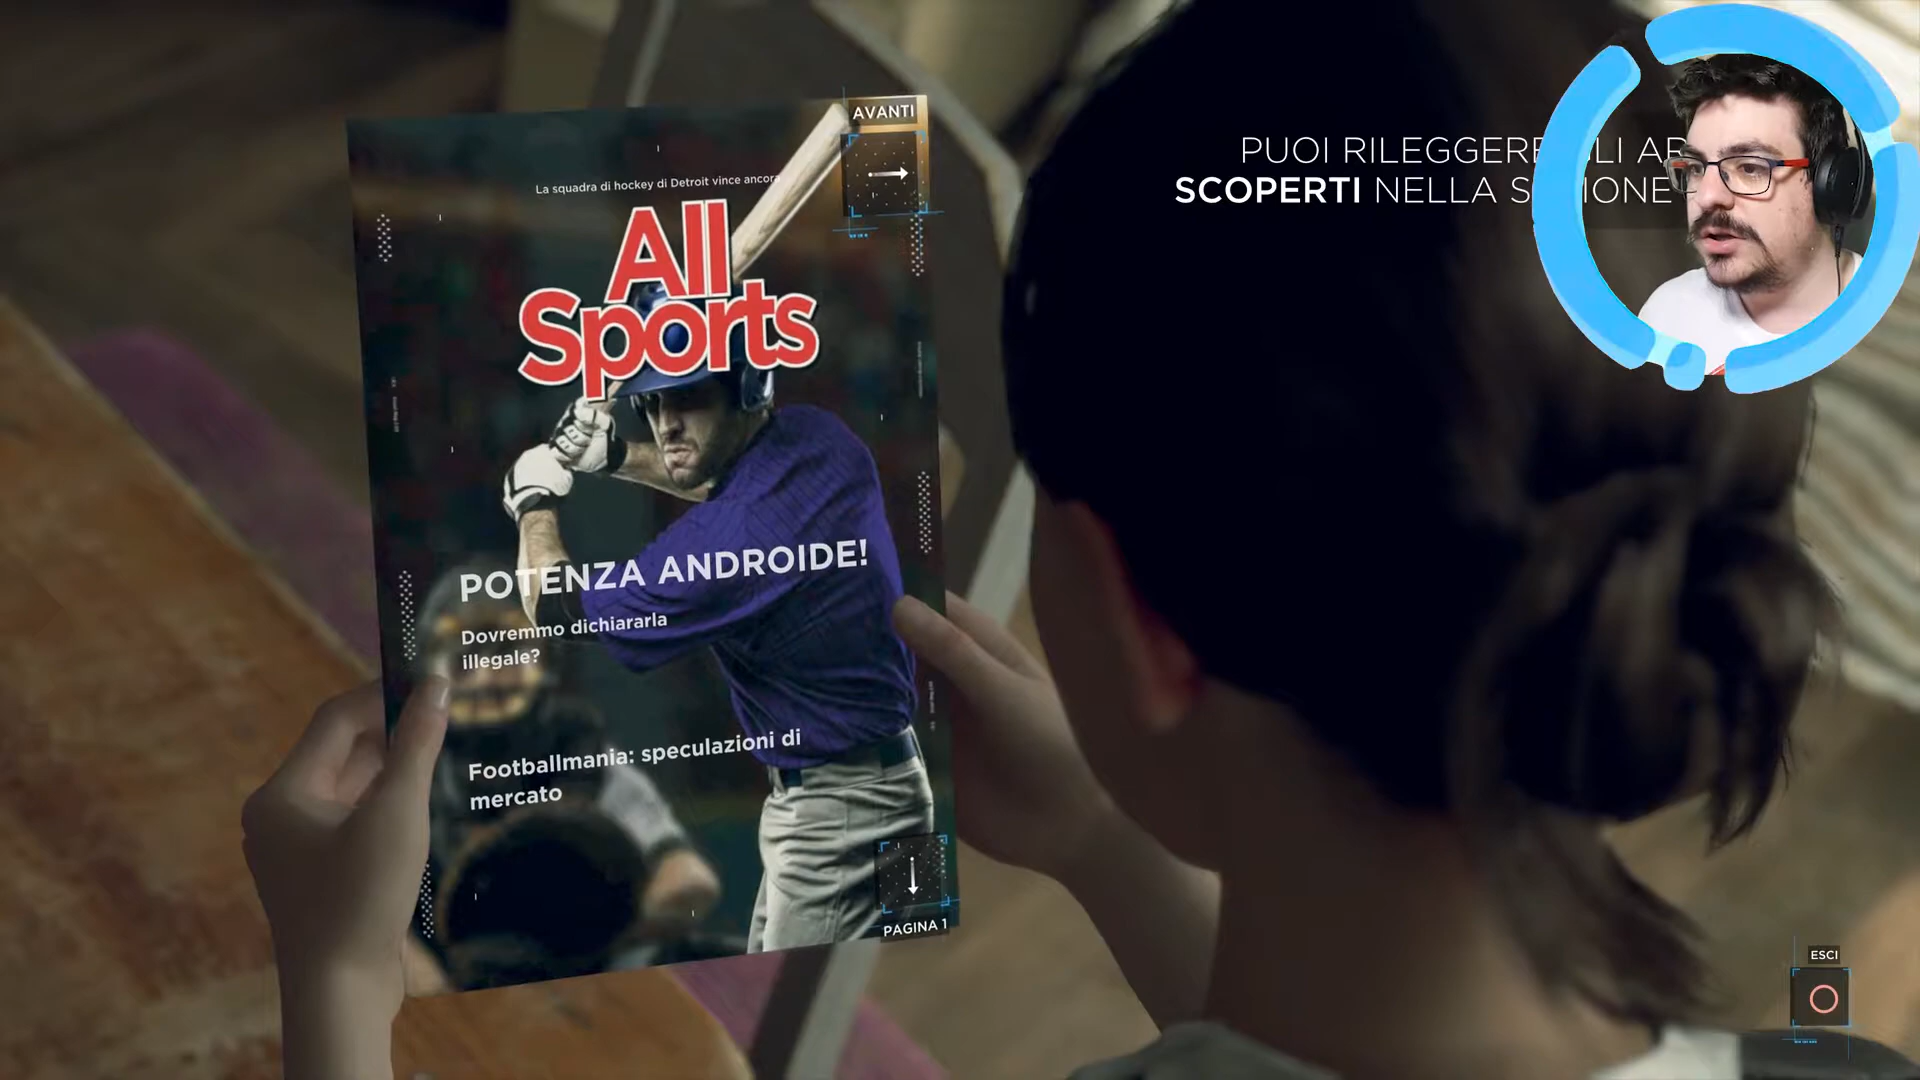 AVANTI
PUOI RILEGGERE GLI
SCOPERTI NELLA
La squadra di hockey di Detroit vince ancora
All
Sports
POTENZA ANDROIDE!
Dovremmo dichiararla
illegale?
Footballmania: speculazioni di
mercato
PAGINA 1
ESCI